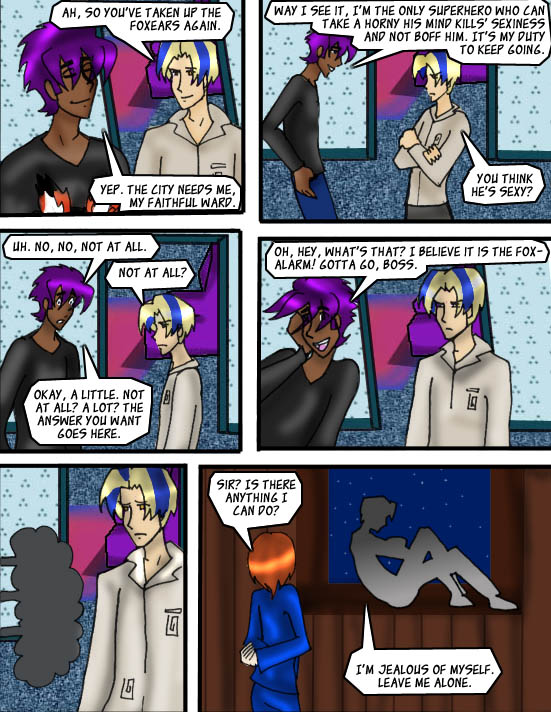 AH, SO YOU'VE TAKEN UP THE
FOXEARS AGAIN.
YEP. THE CITY NEEDS ME,
MY FAITHFUL WARD.
WAY I SEE IT, I'M THE ONLY SUPERHERO WHO CAN
TAKE A HORNY HIS MIND KILLS' SEXINESS
AND NOT BOFF HIM. IT'S MY DUTY
TO KEEP GOING.
YOU THINK
HE'S SEXY?
UH. NO, NO, NOT AT ALL.
NOT AT ALL?
OKAY, A LITTLE. NOT
AT ALL? A LOT? THE
ANSWER YOU WANT
GOES HERE.
OH, HEY, WHAT'S THAT? I BELIEVE IT IS THE FOX-
ALARM! GOTTA GO, BOSS.
SIR? IS THERE
ANYTHING I
CAN DO?
I'M JEALOUS OF MYSELF.
LEAVE ME ALONE.